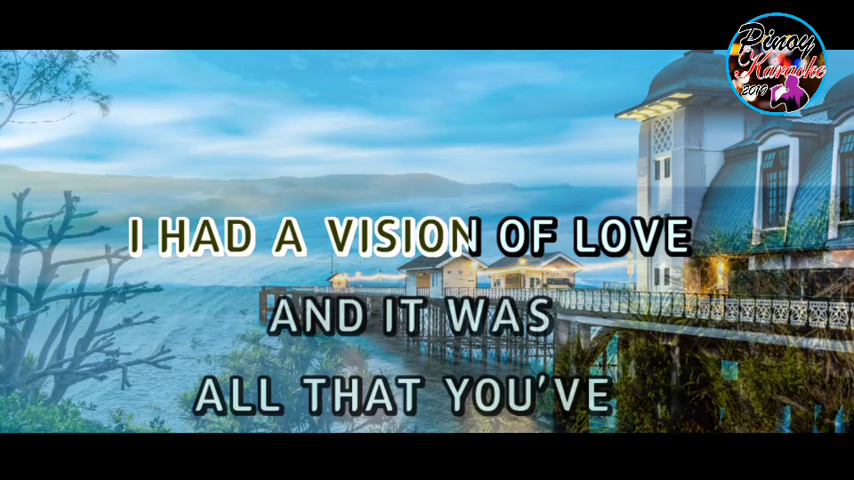 Pinoy
Karaoke
2019
I HAD A VISION OF LOVE
AND IT WAS
ALL THAT YOU'VE